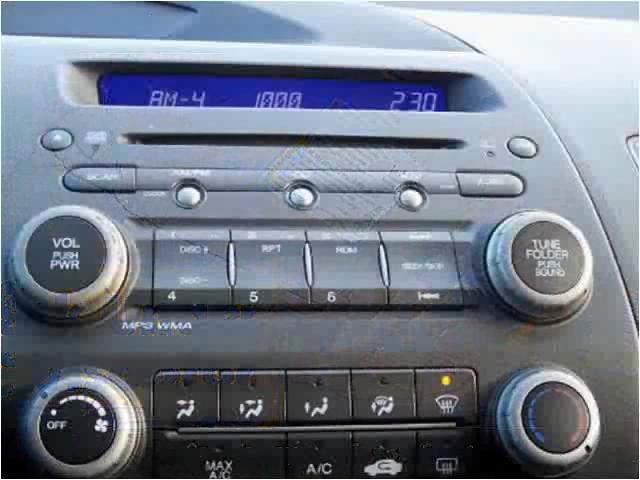 AM-4 1000 230
SCAN
VOL
PUSH
PWR
DISC +
RPT
RDM
DISC -
4
5
6
TUNE
FOLDER
PUSH
SOUND
MP3 WMA
OFF
MAX
A/C
A/C